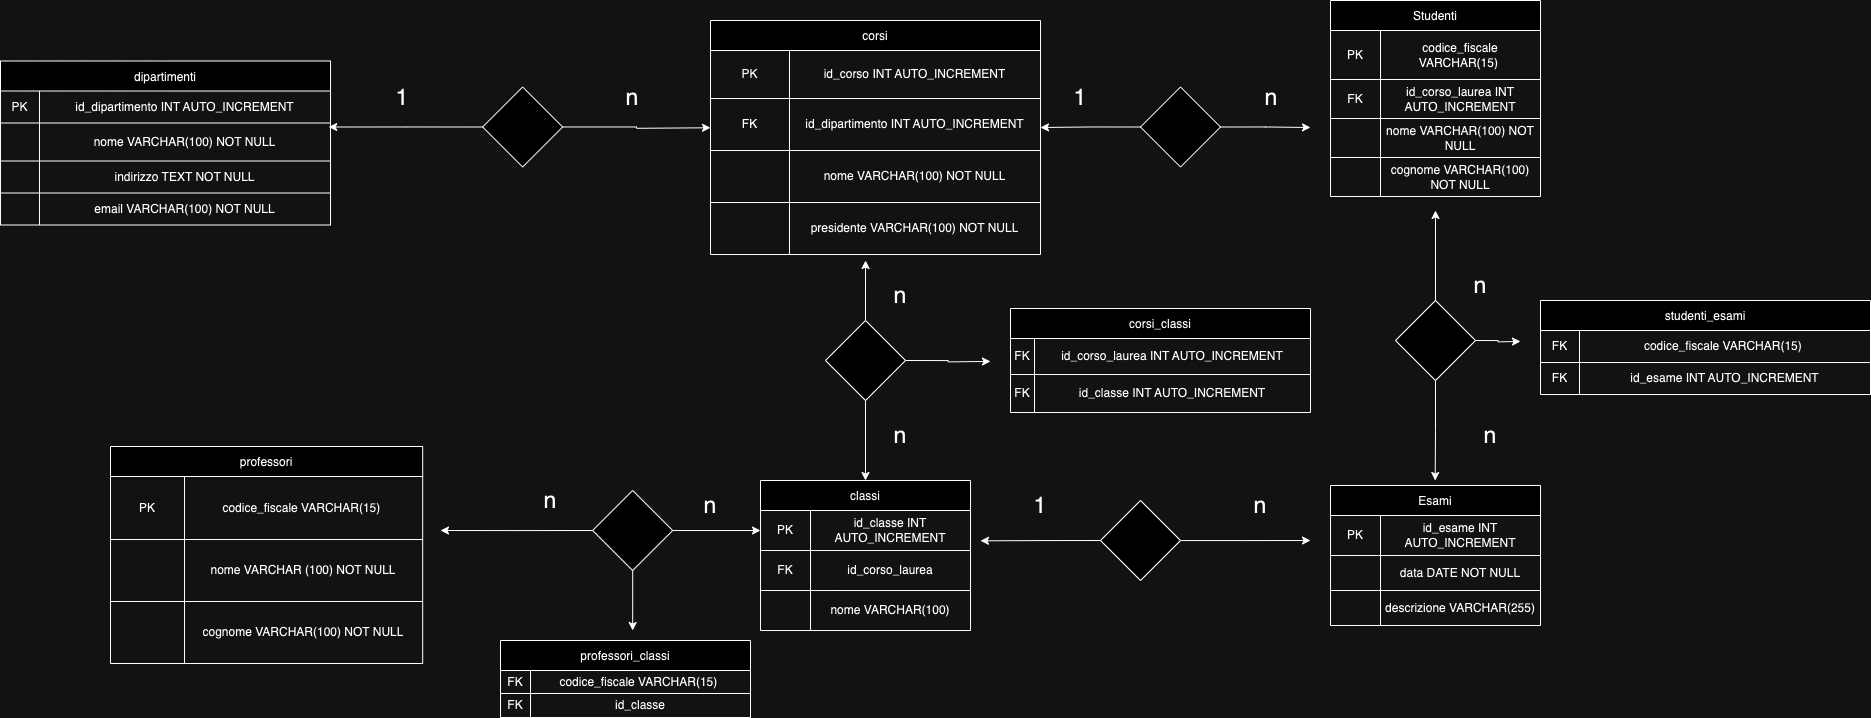 dipartimenti
PK
id_dipartimento INT AUTO_INCREMENT
nome VARCHAR(100) NOT NULL
indirizzo TEXT NOT NULL
email VARCHAR(100) NOT NULL
1
n
corsi
PK
id_corso INT AUTO_INCREMENT
FK
id_dipartimento INT AUTO_INCREMENT
nome VARCHAR(100) NOT NULL
presidente VARCHAR(100) NOT NULL
1
n
Studenti
PK
codice_fiscale
VARCHAR(15)
FK
id_corso_laurea INT
AUTO_INCREMENT
nome VARCHAR(100) NOT
NULL
cognome VARCHAR(100)
NOT NULL
n
n
corsi_classi
FK
id_corso_laurea INT AUTO_INCREMENT
FK
id_classe INT AUTO_INCREMENT
n
n
studenti_esami
FK
codice_fiscale VARCHAR(15)
FK
id_esame INT AUTO_INCREMENT
professori
PK
codice_fiscale VARCHAR(15)
nome VARCHAR (100) NOT NULL
cognome VARCHAR(100) NOT NULL
n
n
classi
PK
id_classe INT
AUTO_INCREMENT
FK
id_corso_laurea
nome VARCHAR(100)
1
n
Esami
PK
id_esame INT
AUTO_INCREMENT
data DATE NOT NULL
descrizione VARCHAR(255)
professori_classi
FK
codice_fiscale VARCHAR(15)
FK
id_classe